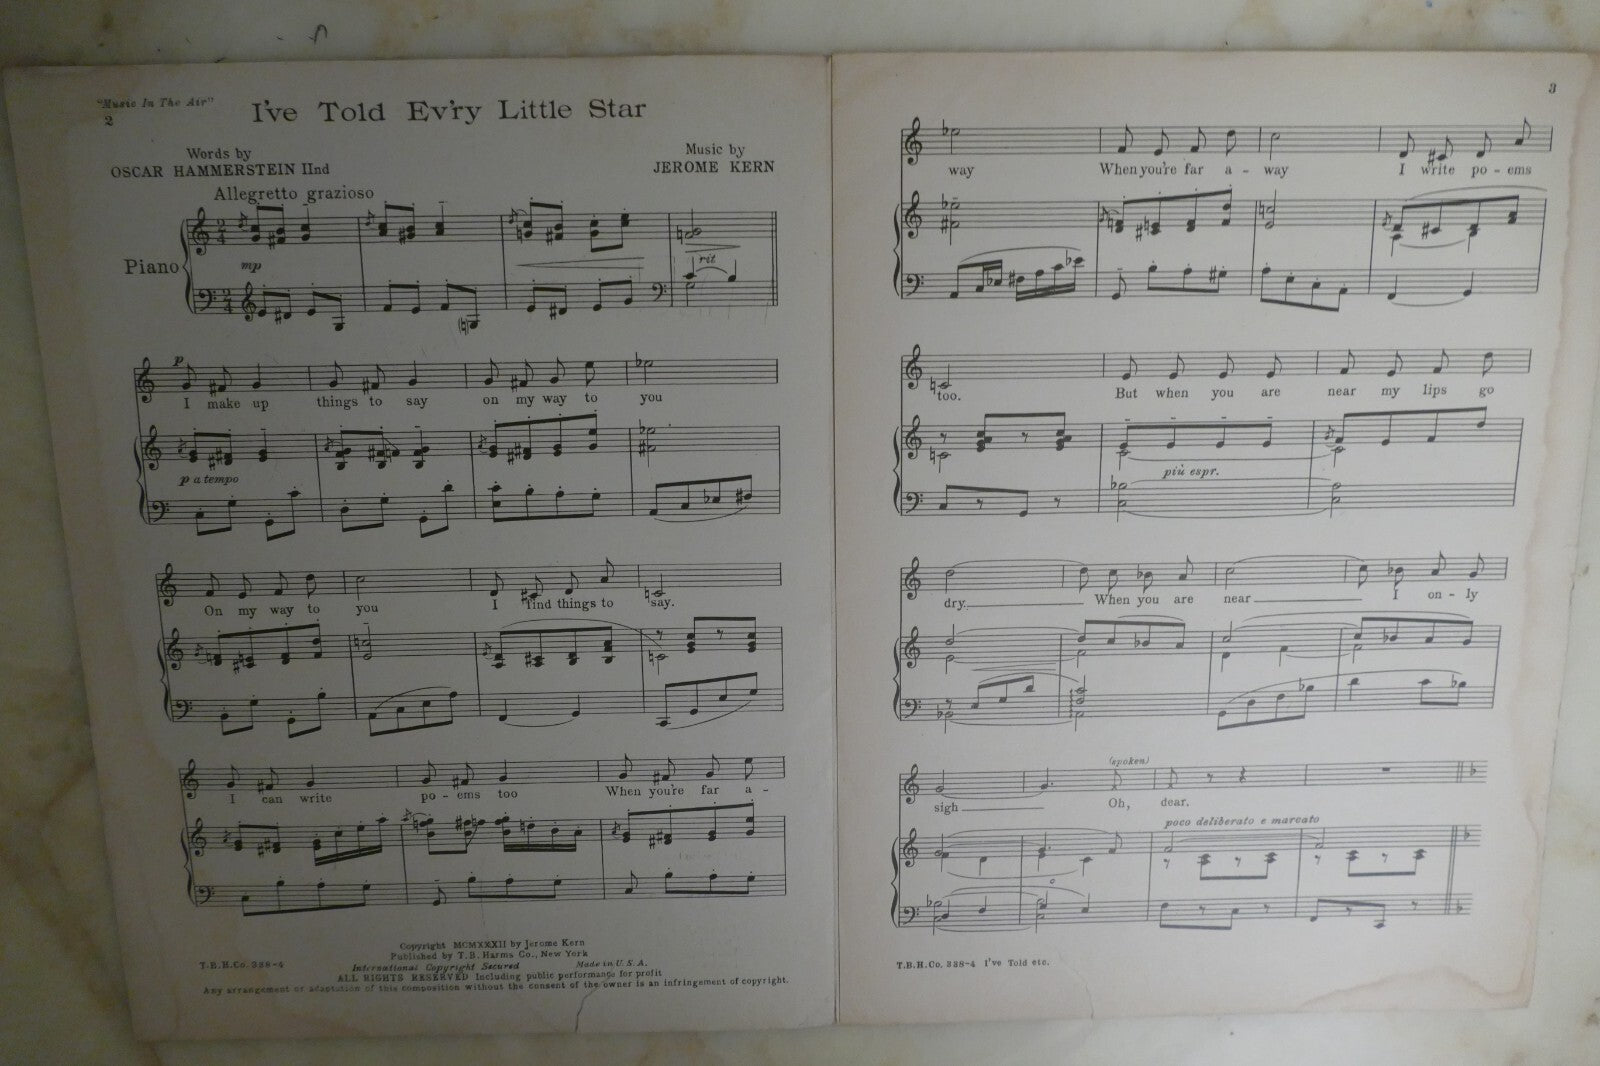 "Music In The Air"
2
I've Told Ev'ry Little Star
Words by
OSCAR HAMMERSTEIN IInd
Music by
JEROME KERN
Allegretto grazioso
Piano
mp
rit
p
I make up things to say on my way to you
p a tempo
On my way to you I find things to say.
I can write po - ems too When you're far a -
Copyright MCMXXXII by Jerome Kern
Published by T.B. Harms Co., New York
T.B.H.Co. 338-4
International Copyright Secured Made in U.S.A.
ALL RIGHTS RESERVED Including public performance for profit
Any arrangement or adaptation of this composition without the consent of the owner is an infringement of copyright.
3
way When you're far a - way I write po - ems
too. But when you are near my lips go
più espr.
dry. When you are near I on - ly
(spoken)
sigh Oh, dear.
poco deliberato e marcato
T.B.H.Co. 338-4 I've Told etc.